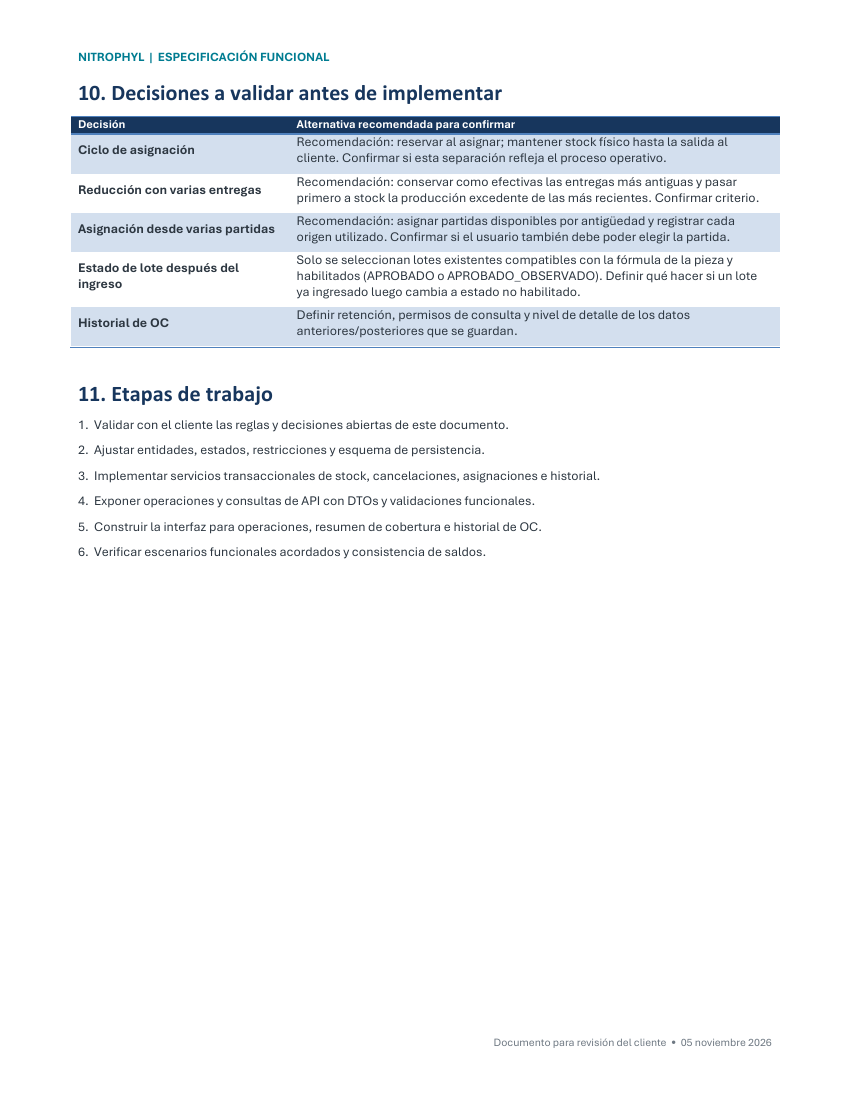 NITROPHYL | ESPECIFICACIÓN FUNCIONAL
10. Decisiones a validar antes de implementar
Decisión Alternativa recomendada para confirmar
Ciclo de asignación
Recomendación: reservar al asignar; mantener stock físico hasta la salida al
cliente. Confirmar si esta separación refleja el proceso operativo.
Reducción con varias entregas
Recomendación: conservar como efectivas las entregas más antiguas y pasar
primero a stock la producción excedente de las más recientes. Confirmar criterio.
Asignación desde varias partidas
Recomendación: asignar partidas disponibles por antigüedad y registrar cada
origen utilizado. Confirmar si el usuario también debe poder elegir la partida.
Estado de lote después del
ingreso
Solo se seleccionan lotes existentes compatibles con la fórmula de la pieza y
habilitados (APROBADO o APROBADO_OBSERVADO). Definir qué hacer si un lote
ya ingresado luego cambia a estado no habilitado.
Historial de OC
Definir retención, permisos de consulta y nivel de detalle de los datos
anteriores/posteriores que se guardan.
11. Etapas de trabajo
1. Validar con el cliente las reglas y decisiones abiertas de este documento.
2. Ajustar entidades, estados, restricciones y esquema de persistencia.
3. Implementar servicios transaccionales de stock, cancelaciones, asignaciones e historial.
4. Exponer operaciones y consultas de API con DTOs y validaciones funcionales.
5. Construir la interfaz para operaciones, resumen de cobertura e historial de OC.
6. Verificar escenarios funcionales acordados y consistencia de saldos.
Documento para revisión del cliente • 05 noviembre 2026